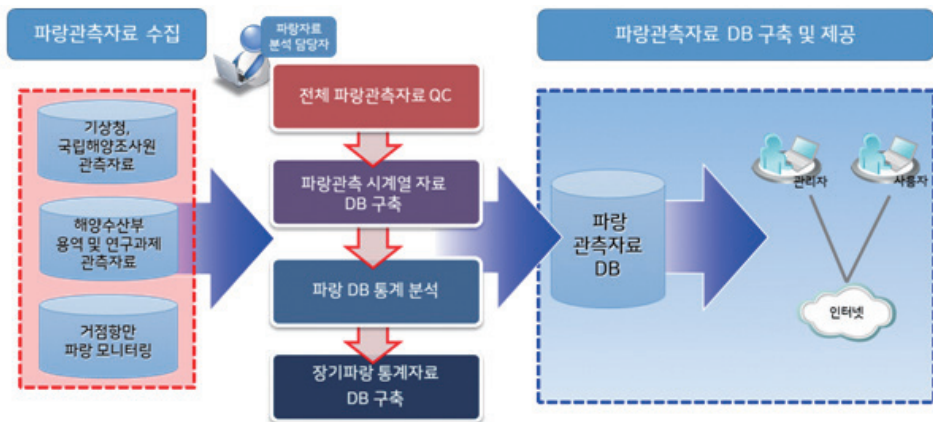 파랑관측자료 수집
파랑자료
분석 담당자
파랑관측자료 DB 구축 및 제공
기상청,
국립해양조사원
관측자료
해양수산부
용역 및 연구과제
관측자료
거점항만
파랑 모니터링
전체 파랑관측자료 QC
파랑관측 시계열 자료
DB 구축
파랑 DB 통계 분석
장기파랑 통계자료
DB 구축
파랑
관측자료
DB
관리자
사용자
인터넷